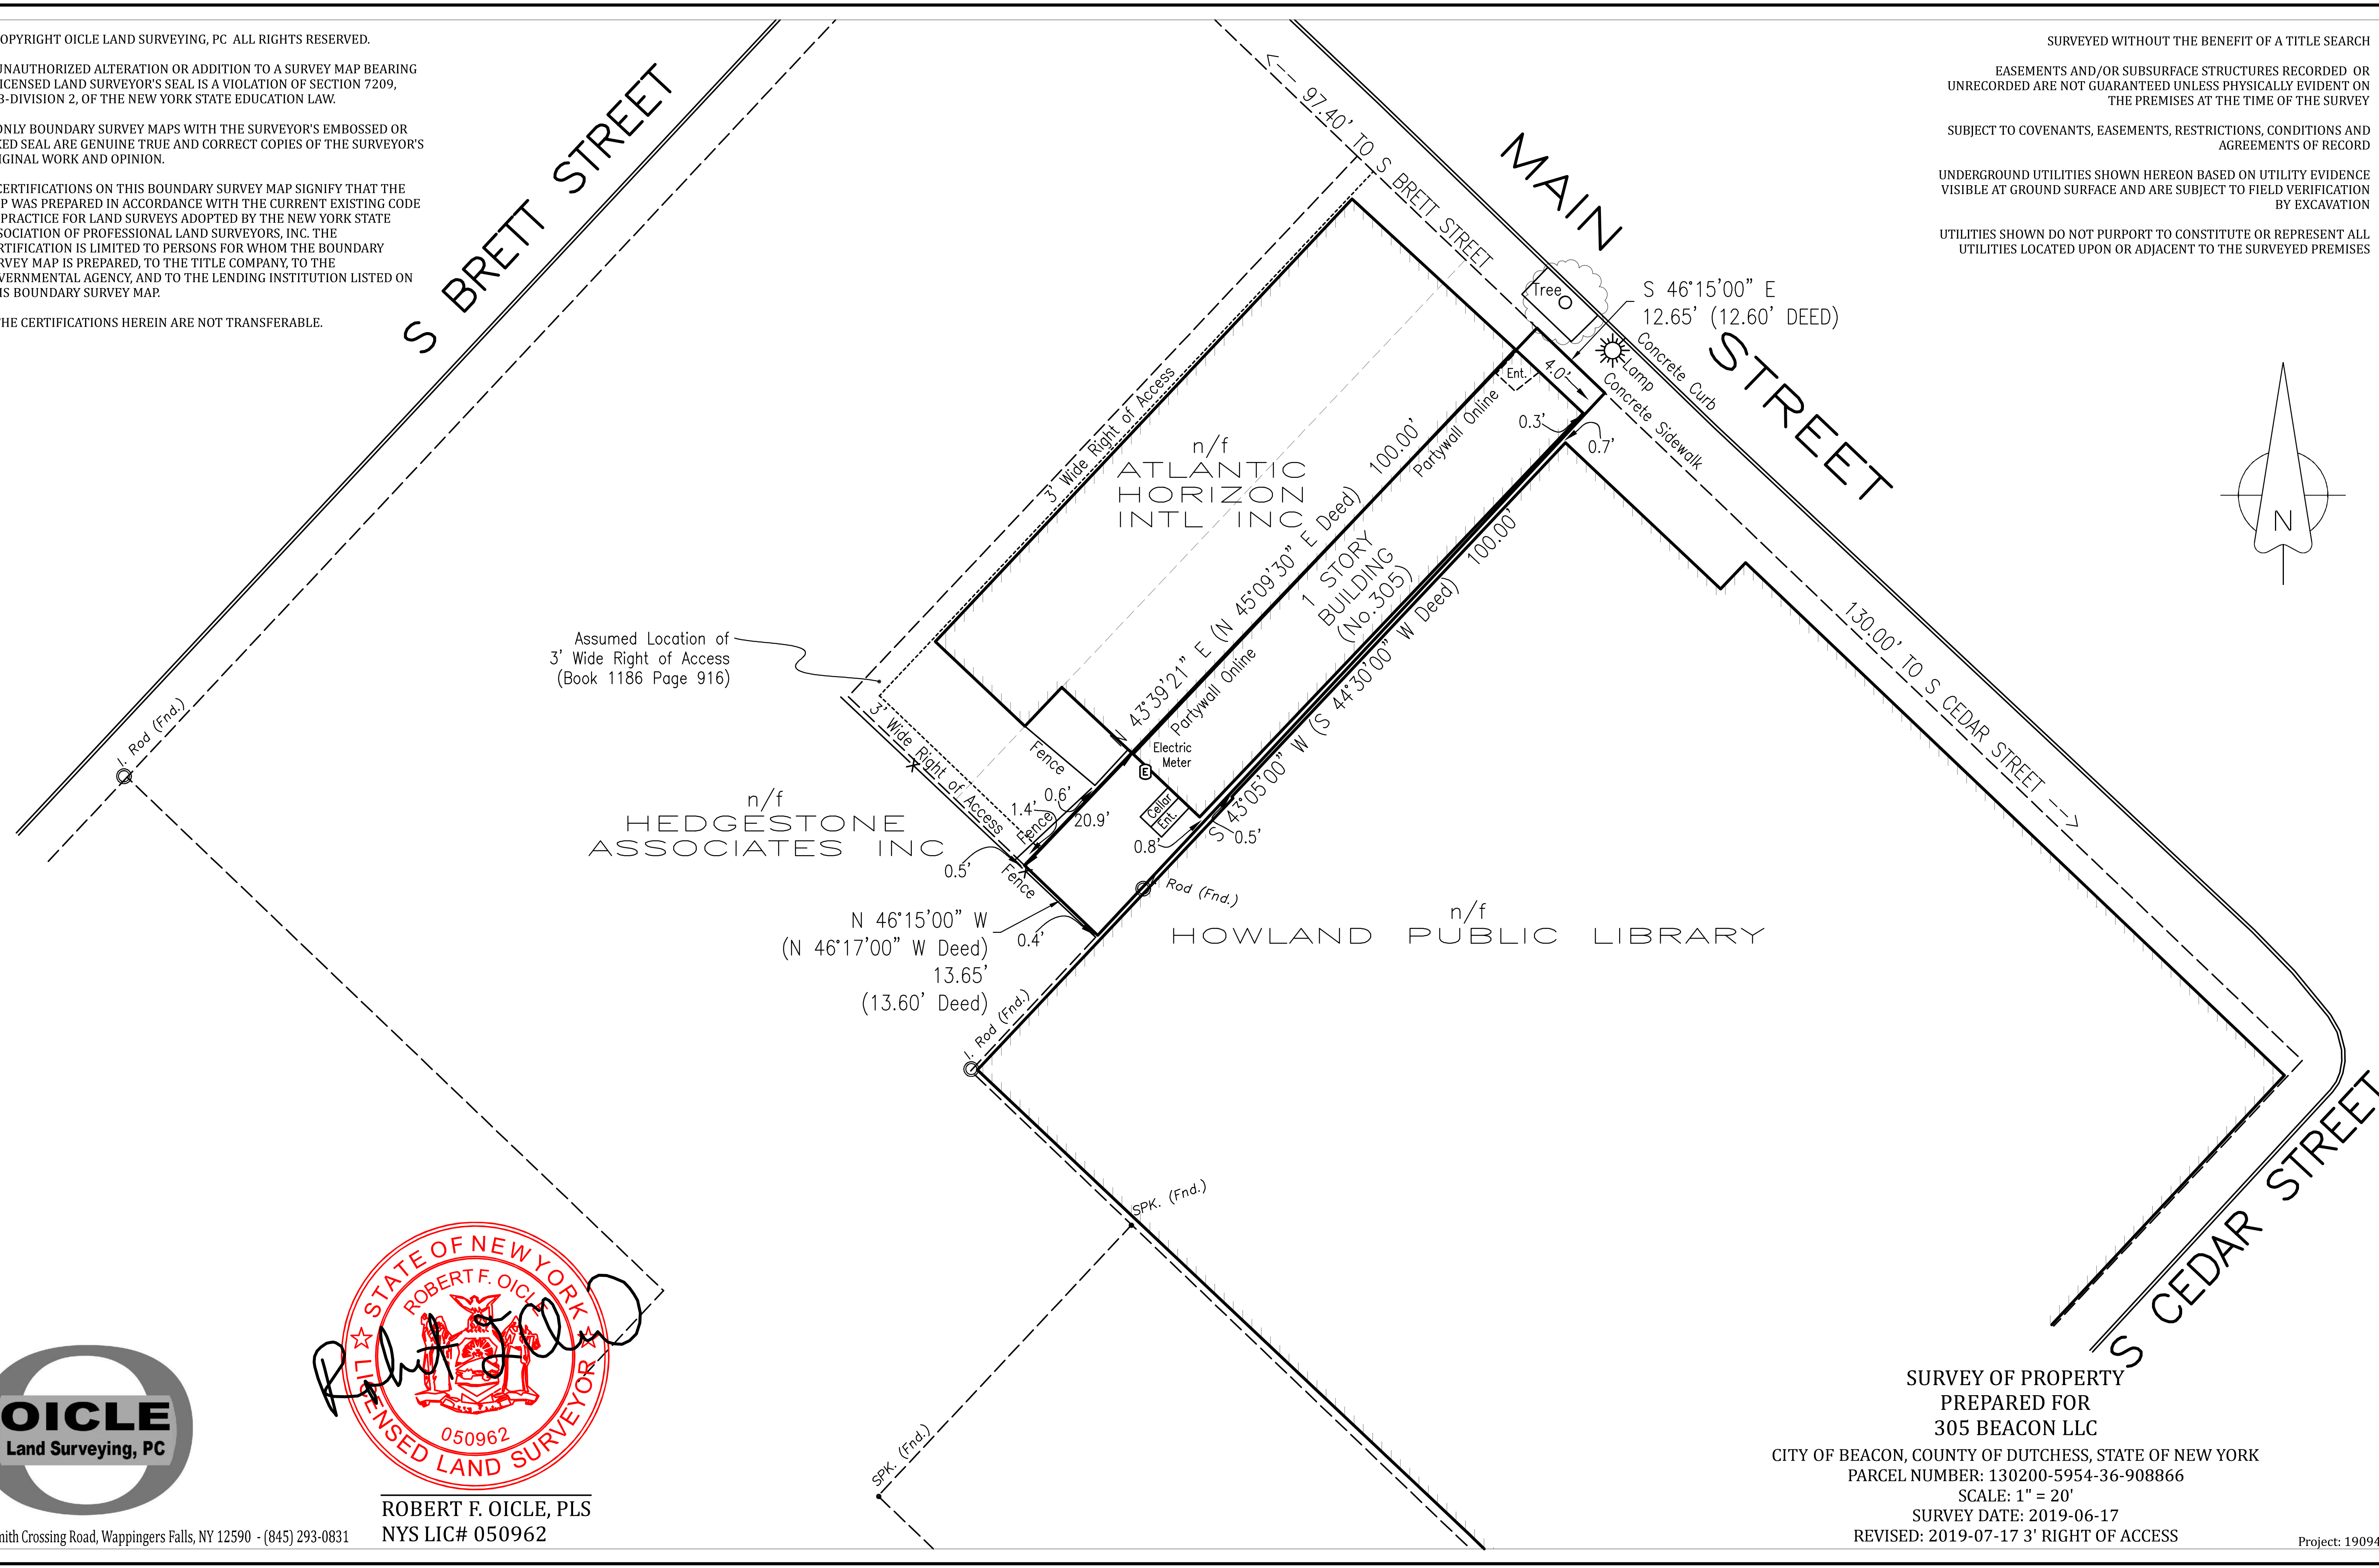 OPYRIGHT OICLE LAND SURVEYING, PC ALL RIGHTS RESERVED.
UNAUTHORIZED ALTERATION OR ADDITION TO A SURVEY MAP BEARING
ICENSED LAND SURVEYOR'S SEAL IS A VIOLATION OF SECTION 7209,
B-DIVISION 2, OF THE NEW YORK STATE EDUCATION LAW.
ONLY BOUNDARY SURVEY MAPS WITH THE SURVEYOR'S EMBOSSED OR
KED SEAL ARE GENUINE TRUE AND CORRECT COPIES OF THE SURVEYOR'S
IGINAL WORK AND OPINION.
CERTIFICATIONS ON THIS BOUNDARY SURVEY MAP SIGNIFY THAT THE
P WAS PREPARED IN ACCORDANCE WITH THE CURRENT EXISTING CODE
PRACTICE FOR LAND SURVEYS ADOPTED BY THE NEW YORK STATE
SOCIATION OF PROFESSIONAL LAND SURVEYORS, INC. THE
RTIFICATION IS LIMITED TO PERSONS FOR WHOM THE BOUNDARY
RVEY MAP IS PREPARED, TO THE TITLE COMPANY, TO THE
VERNMENTAL AGENCY, AND TO THE LENDING INSTITUTION LISTED ON
IS BOUNDARY SURVEY MAP.
THE CERTIFICATIONS HEREIN ARE NOT TRANSFERABLE.
SURVEYED WITHOUT THE BENEFIT OF A TITLE SEARCH
EASEMENTS AND/OR SUBSURFACE STRUCTURES RECORDED OR
UNRECORDED ARE NOT GUARANTEED UNLESS PHYSICALLY EVIDENT ON
THE PREMISES AT THE TIME OF THE SURVEY
SUBJECT TO COVENANTS, EASEMENTS, RESTRICTIONS, CONDITIONS AND
AGREEMENTS OF RECORD
UNDERGROUND UTILITIES SHOWN HEREON BASED ON UTILITY EVIDENCE
VISIBLE AT GROUND SURFACE AND ARE SUBJECT TO FIELD VERIFICATION
BY EXCAVATION
UTILITIES SHOWN DO NOT PURPORT TO CONSTITUTE OR REPRESENT ALL
UTILITIES LOCATED UPON OR ADJACENT TO THE SURVEYED PREMISES
S BRETT STREET
MAIN STREET
<-- 97.40' TO S BRETT STREET
Tree
S 46°15'00" E
12.65' (12.60' DEED)
Lamp
Concrete Curb
Concrete Sidewalk
Ent.
4.0'
0.3'
0.7'
N
3' Wide Right of Access
n/f
ATLANTIC
HORIZON
INTL INC
N 43°39'21" E (N 45°09'30" E Deed) 100.00'
Partywall Online
Partywall Online
1 STORY
BUILDING
(No.305)
S 43°05'00" W (S 44°30'00" W Deed) 100.00'
130.00' TO S CEDAR STREET -->
Assumed Location of
3' Wide Right of Access
(Book 1186 Page 916)
3' Wide Right of Access
I. Rod (Fnd.)
Fence
Electric
Meter
E
Cellar
Ent.
0.6'
1.4'
20.9'
Fence
0.8'
0.5'
0.5'
Fence
n/f
HEDGESTONE
ASSOCIATES INC
Rod (Fnd.)
N 46°15'00" W
(N 46°17'00" W Deed)
13.65'
(13.60' Deed)
0.4'
n/f
HOWLAND PUBLIC LIBRARY
I. Rod (Fnd.)
SPK. (Fnd.)
SPK. (Fnd.)
S CEDAR STREET
STATE OF NEW YORK
ROBERT F. OICLE
050962
LICENSED LAND SURVEYOR
OICLE
Land Surveying, PC
mith Crossing Road, Wappingers Falls, NY 12590 - (845) 293-0831
ROBERT F. OICLE, PLS
NYS LIC# 050962
SURVEY OF PROPERTY
PREPARED FOR
305 BEACON LLC
CITY OF BEACON, COUNTY OF DUTCHESS, STATE OF NEW YORK
PARCEL NUMBER: 130200-5954-36-908866
SCALE: 1" = 20'
SURVEY DATE: 2019-06-17
REVISED: 2019-07-17 3' RIGHT OF ACCESS
Project: 19094